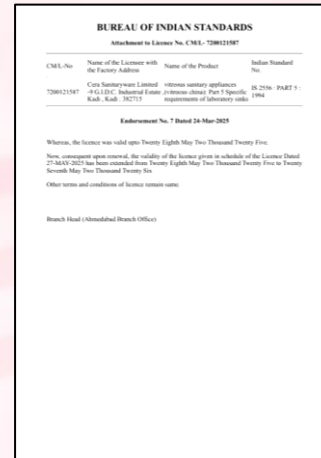 BUREAU OF INDIAN STANDARDS
Attachment to Licence No. CM/L- 7200121587
CM/L-No
Name of the Licensee with
the Factory Address
Name of the Product
Indian Standard
No.
7200121587
Cera Sanitaryware Limited
-9 G.I.D.C. Industrial Estate ,
Kadi , Kadi : 382715
vitreous sanitary appliances
(vitreous china): Part 5 Specific
requirements of laboratory sinks
IS 2556 : PART 5 :
1994
Endorsement No. 7 Dated 24-Mar-2025
Whereas, the licence was valid upto Twenty Eighth May Two Thousand Twenty Five.
Now, consequent upon renewal, the validity of the licence given in schedule of the Licence Dated
27-MAY-2025 has been extended from Twenty Eighth May Two Thousand Twenty Five to Twenty
Seventh May Two Thousand Twenty Six
Other terms and conditions of licence remain same.
Branch Head (Ahmedabad Branch Office)